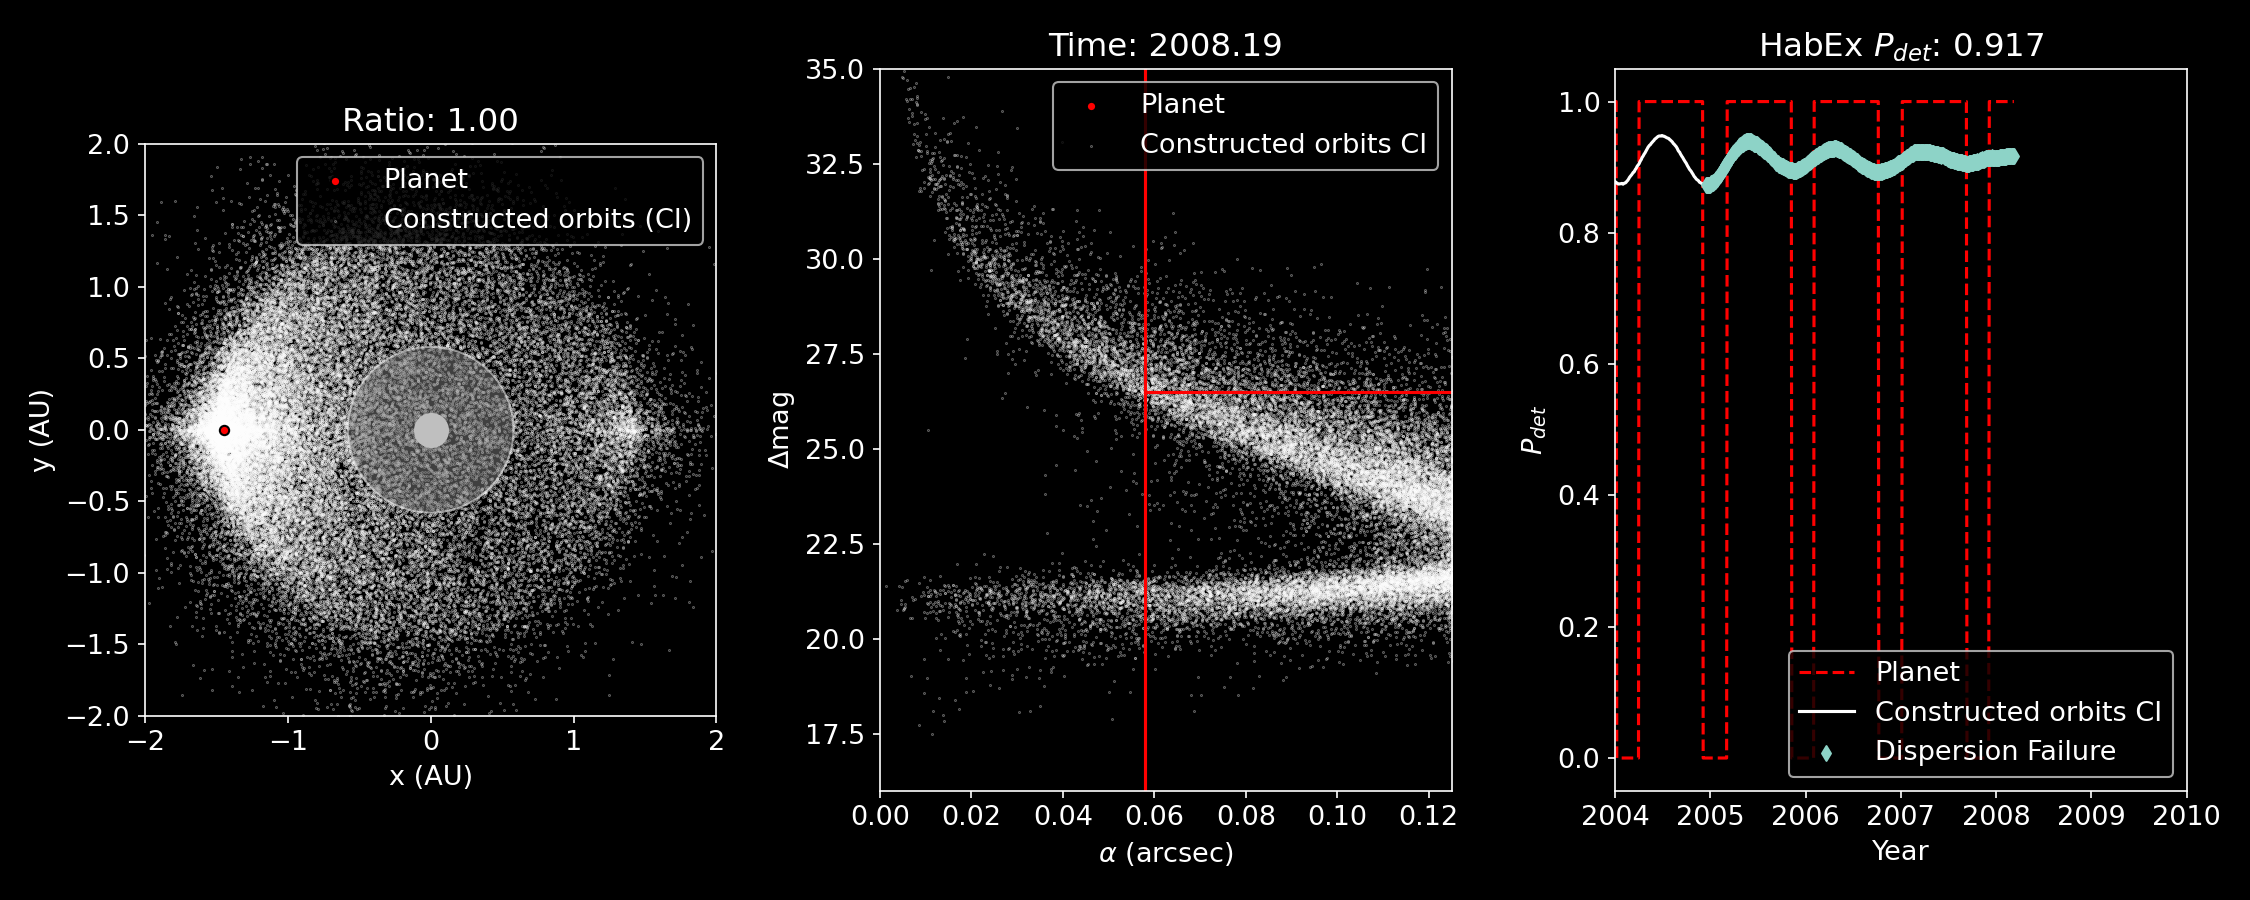 Ratio: 1.00
2.0
1.5
1.0
0.5
0.0
−0.5
−1.0
−1.5
−2.0
y (AU)
Planet
Constructed orbits (CI)
−2
−1
0
1
2
x (AU)
Time: 2008.19
35.0
32.5
30.0
27.5
25.0
22.5
20.0
17.5
Δmag
Planet
Constructed orbits CI
0.00
0.02
0.04
0.06
0.08
0.10
0.12
α (arcsec)
HabEx P_det: 0.917
1.0
0.8
0.6
0.4
0.2
0.0
P_det
Planet
Constructed orbits CI
Dispersion Failure
2004
2005
2006
2007
2008
2009
2010
Year